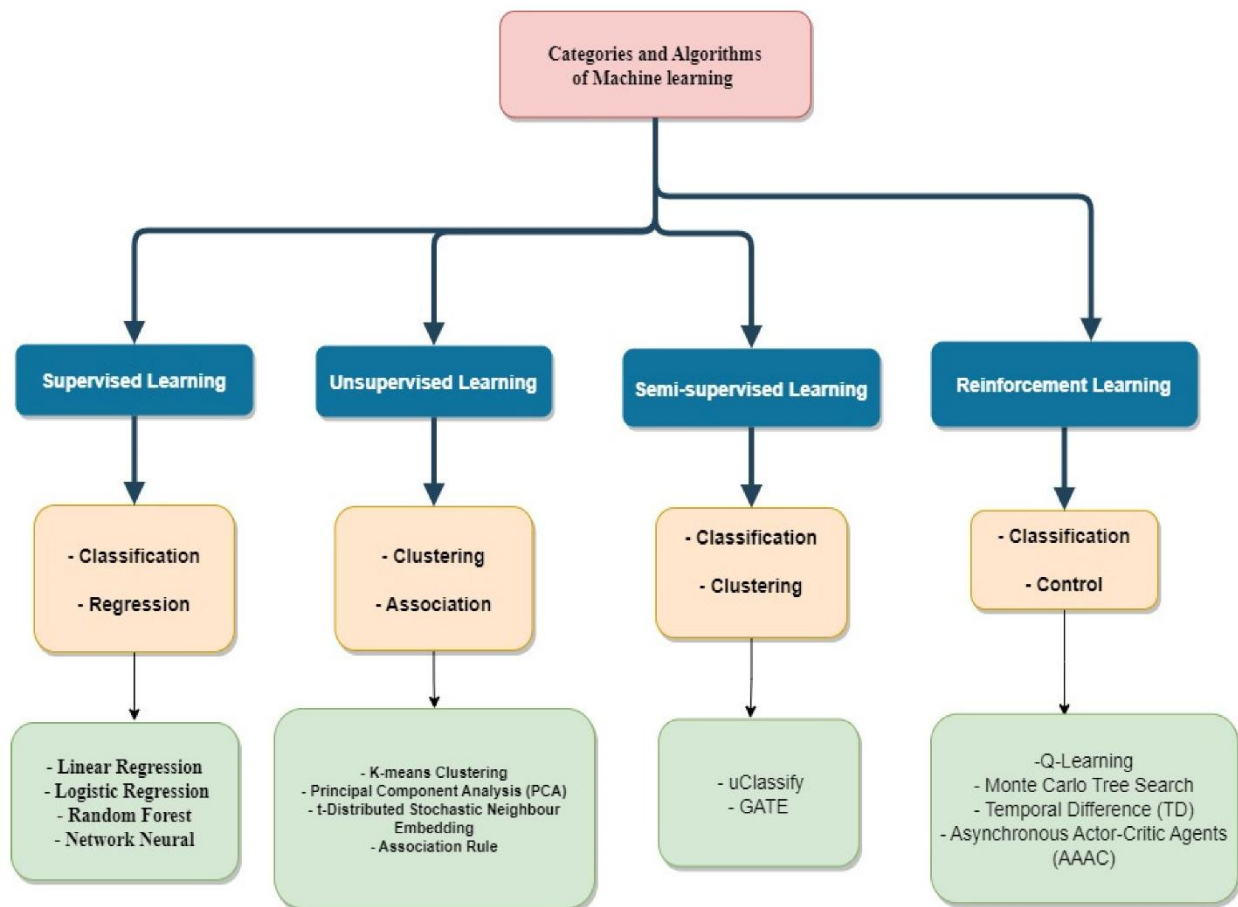 Categories and Algorithms
of Machine learning
Supervised Learning
Unsupervised Learning
Semi-supervised Learning
Reinforcement Learning
- Classification
- Regression
- Clustering
- Association
- Classification
- Clustering
- Classification
- Control
- Linear Regression
- Logistic Regression
- Random Forest
- Network Neural
- K-means Clustering
- Principal Component Analysis (PCA)
- t-Distributed Stochastic Neighbour
Embedding
- Association Rule
- uClassify
- GATE
-Q-Learning
- Monte Carlo Tree Search
- Temporal Difference (TD)
- Asynchronous Actor-Critic Agents
(AAAC)